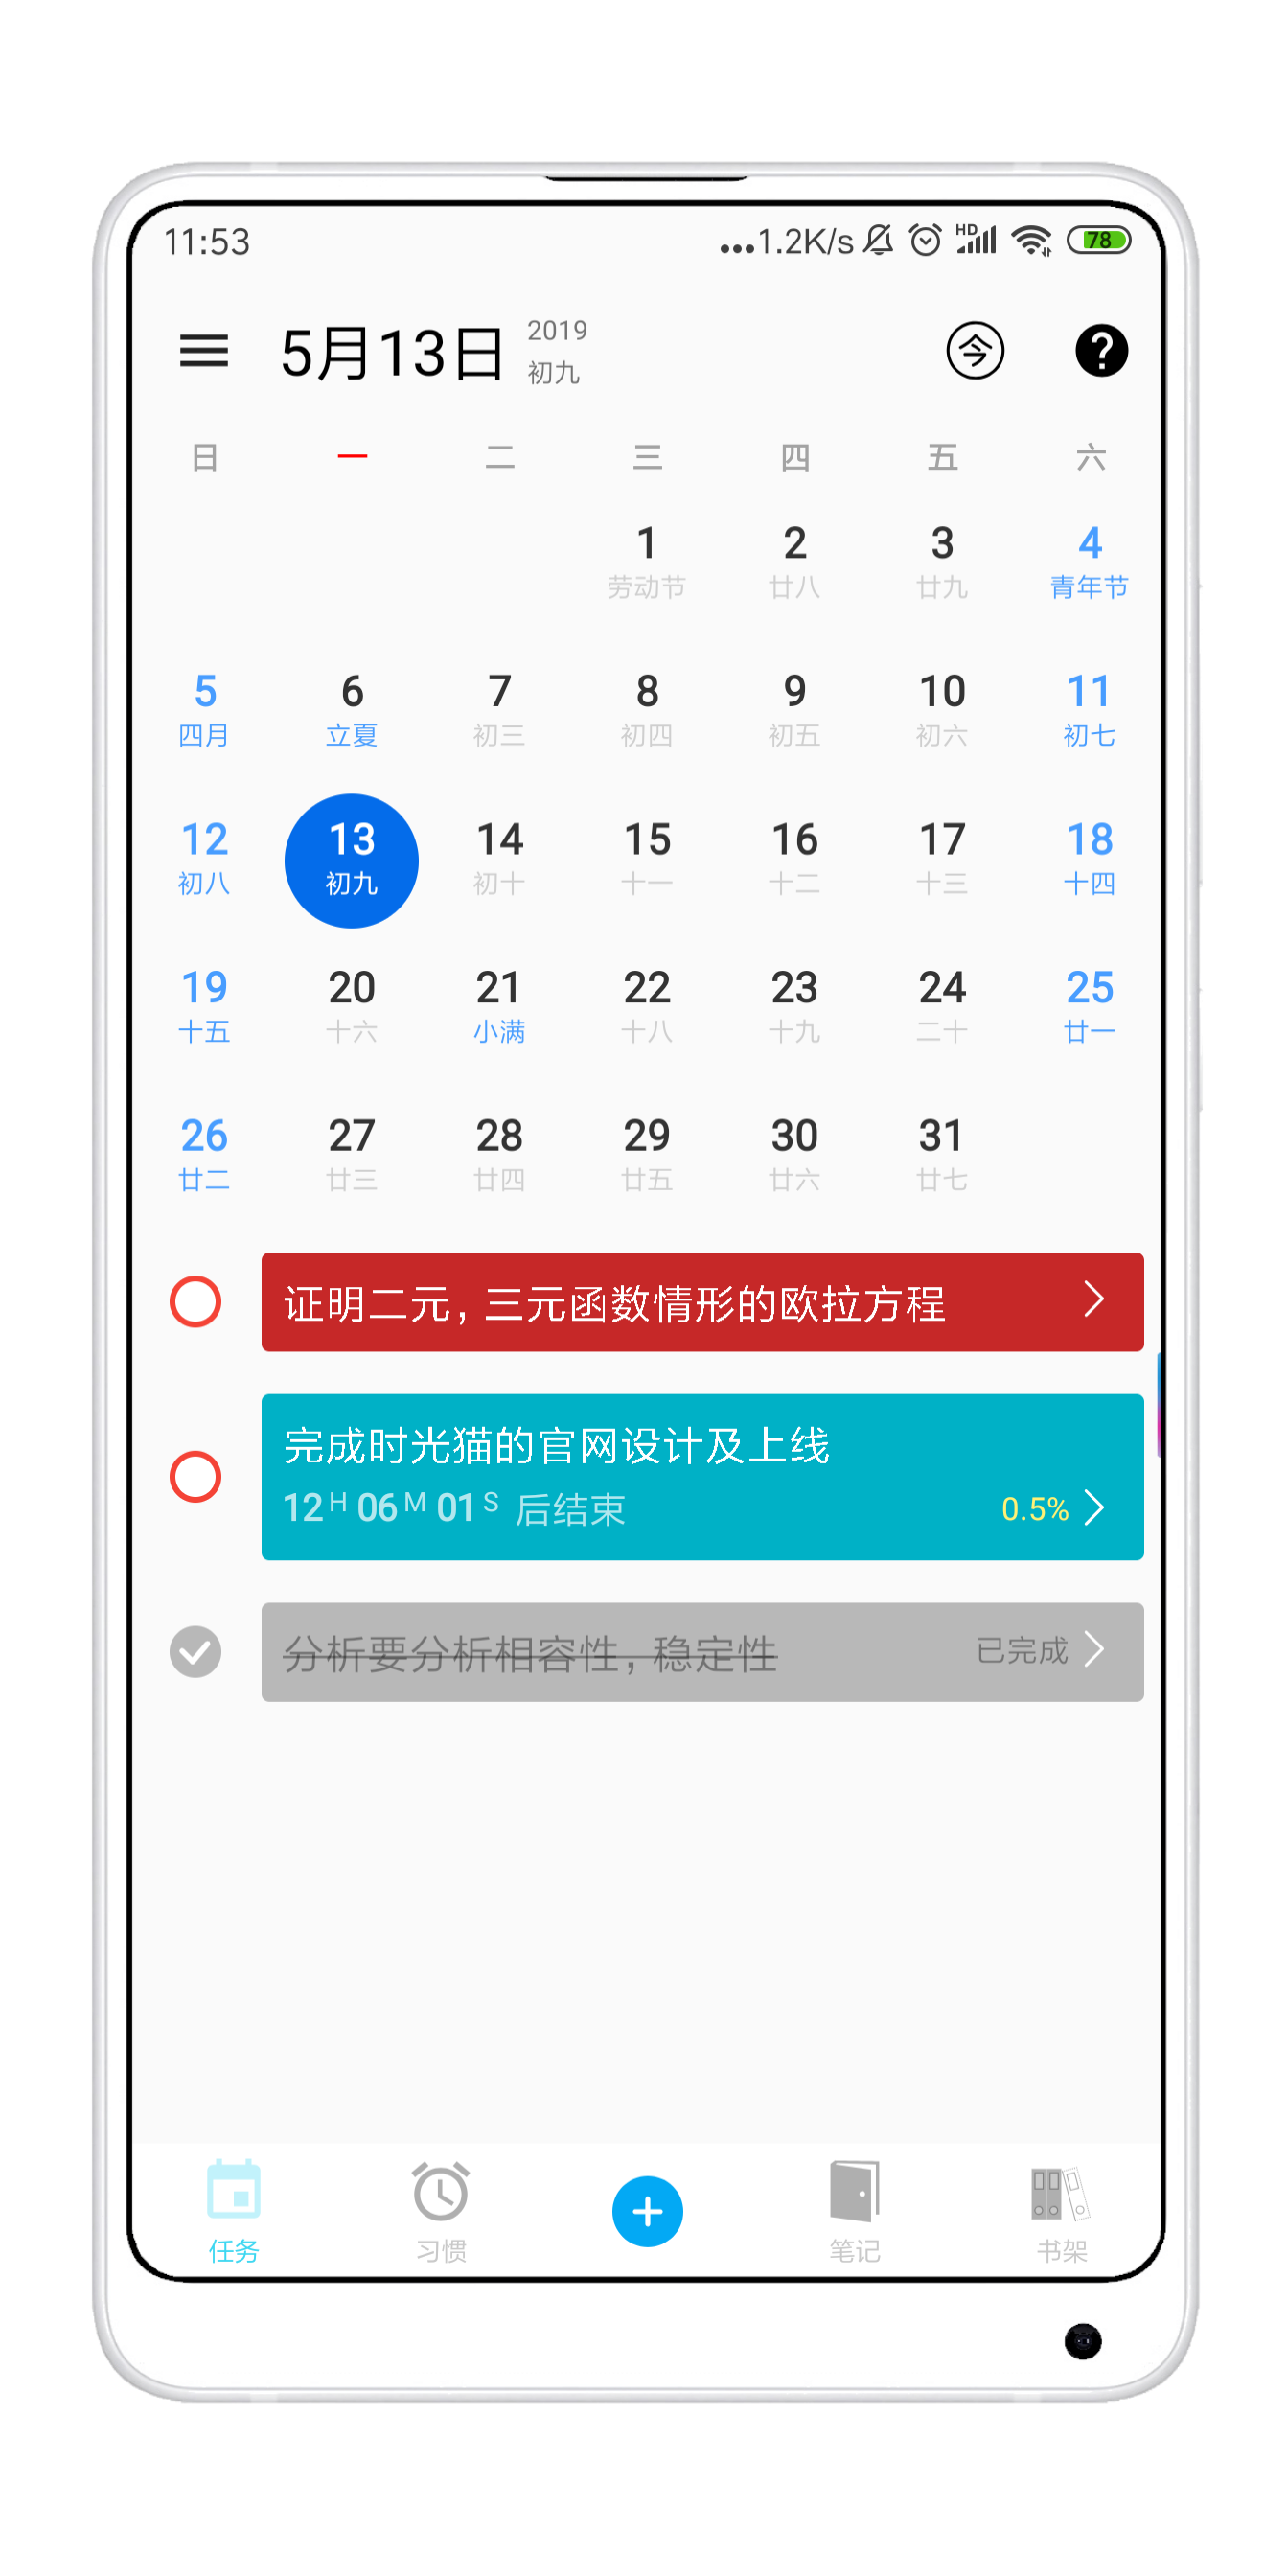 11:53 ...1.2K/s HD 78
5月13日 2019
初九
今 ?
日 一 二 三 四 五 六
1 2 3 4
劳动节 廿八 廿九 青年节
5 6 7 8 9 10 11
四月 立夏 初三 初四 初五 初六 初七
12 13 14 15 16 17 18
初八 初九 初十 十一 十二 十三 十四
19 20 21 22 23 24 25
十五 十六 小满 十八 十九 二十 廿一
26 27 28 29 30 31
廿二 廿三 廿四 廿五 廿六 廿七
证明二元，三元函数情形的欧拉方程
完成时光猫的官网设计及上线
12 H 06 M 01 S 后结束 0.5%
分析要分析相容性，稳定性 已完成
任务 习惯 笔记 书架